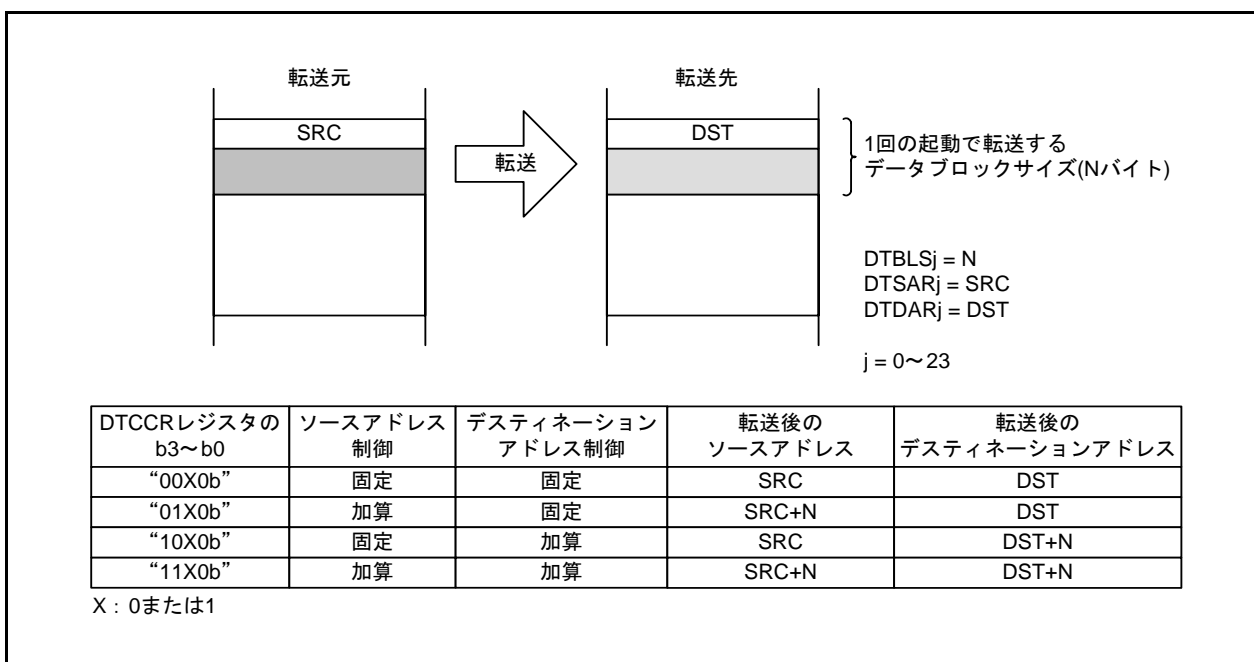 転送元
転送先
SRC
DST
転送
1回の起動で転送する
データブロックサイズ(Nバイト)
DTBLSj = N
DTSARj = SRC
DTDARj = DST
j = 0～23
DTCCRレジスタの b3～b0 ソースアドレス 制御 デスティネーション アドレス制御 転送後の ソースアドレス 転送後の デスティネーションアドレス
“00X0b” 固定 固定 SRC DST
“01X0b” 加算 固定 SRC+N DST
“10X0b” 固定 加算 SRC DST+N
“11X0b” 加算 加算 SRC+N DST+N
X：0または1